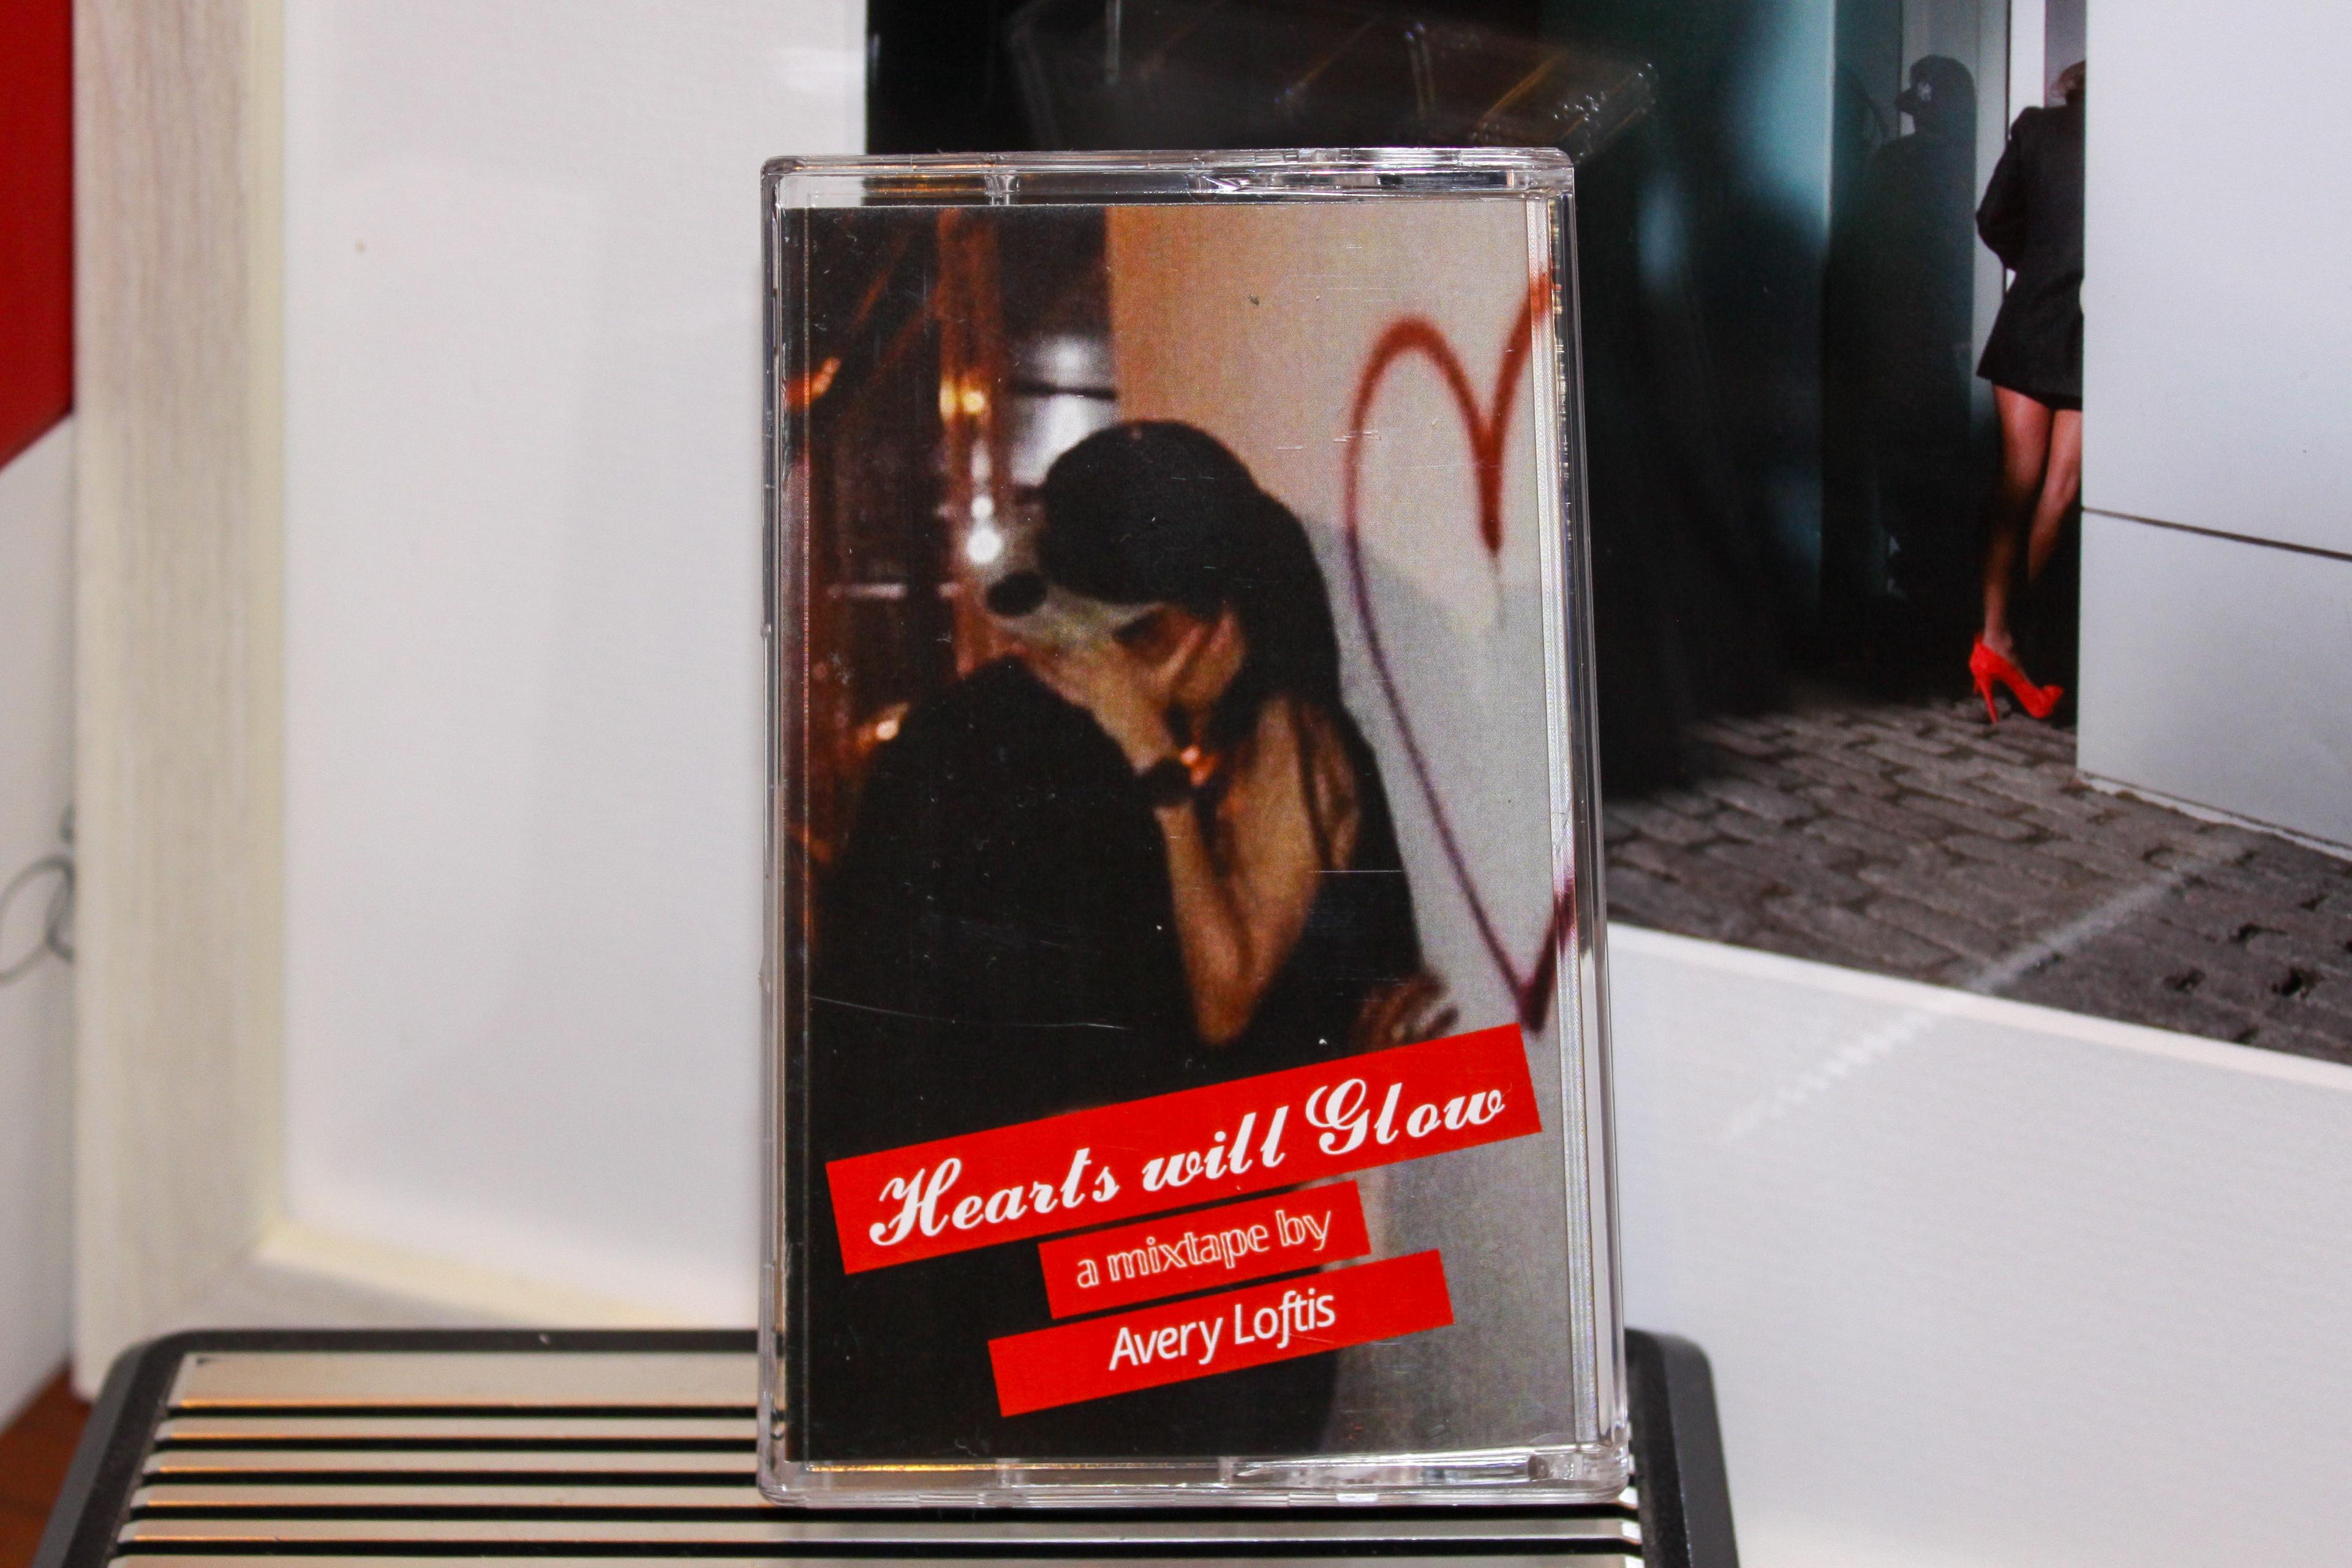 Hearts will Glow
a mixtape by
Avery Loftis